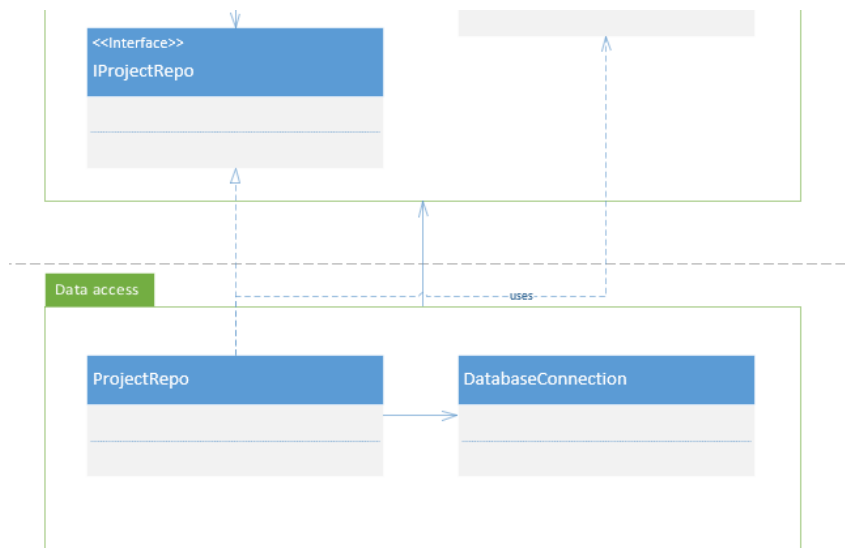 <<Interface>>
IProjectRepo
Data access
uses
ProjectRepo
DatabaseConnection